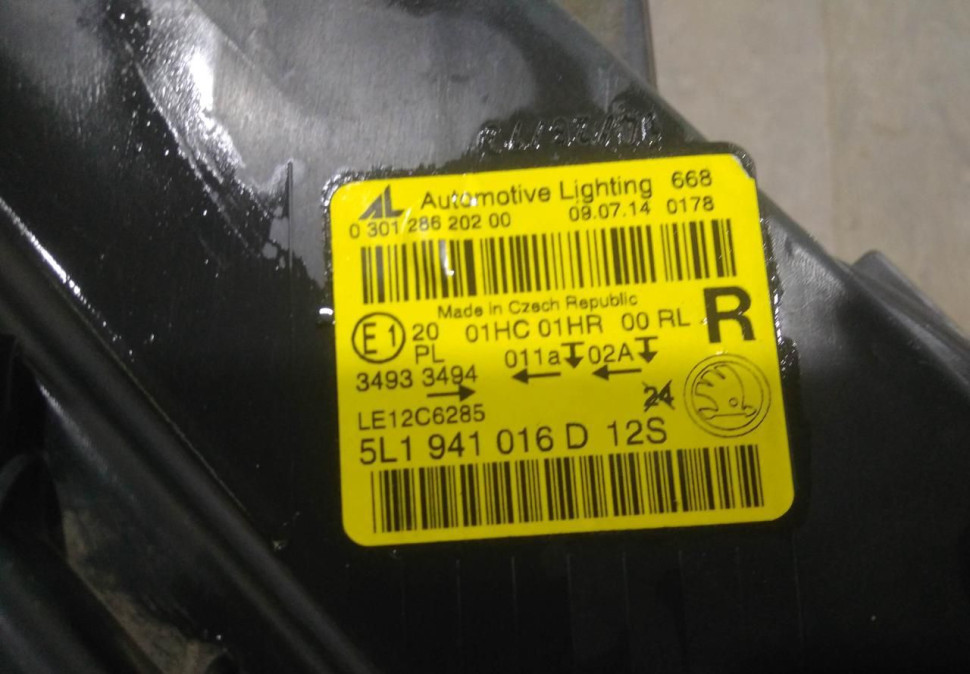 AL Automotive Lighting 668
0 301 286 202 00 09.07.14 0178
Made in Czech Republic
E1 20 01HC 01HR 00 RL R
PL 011a 02A
3493 3494
24
LE12C6285
5L1 941 016 D 12S